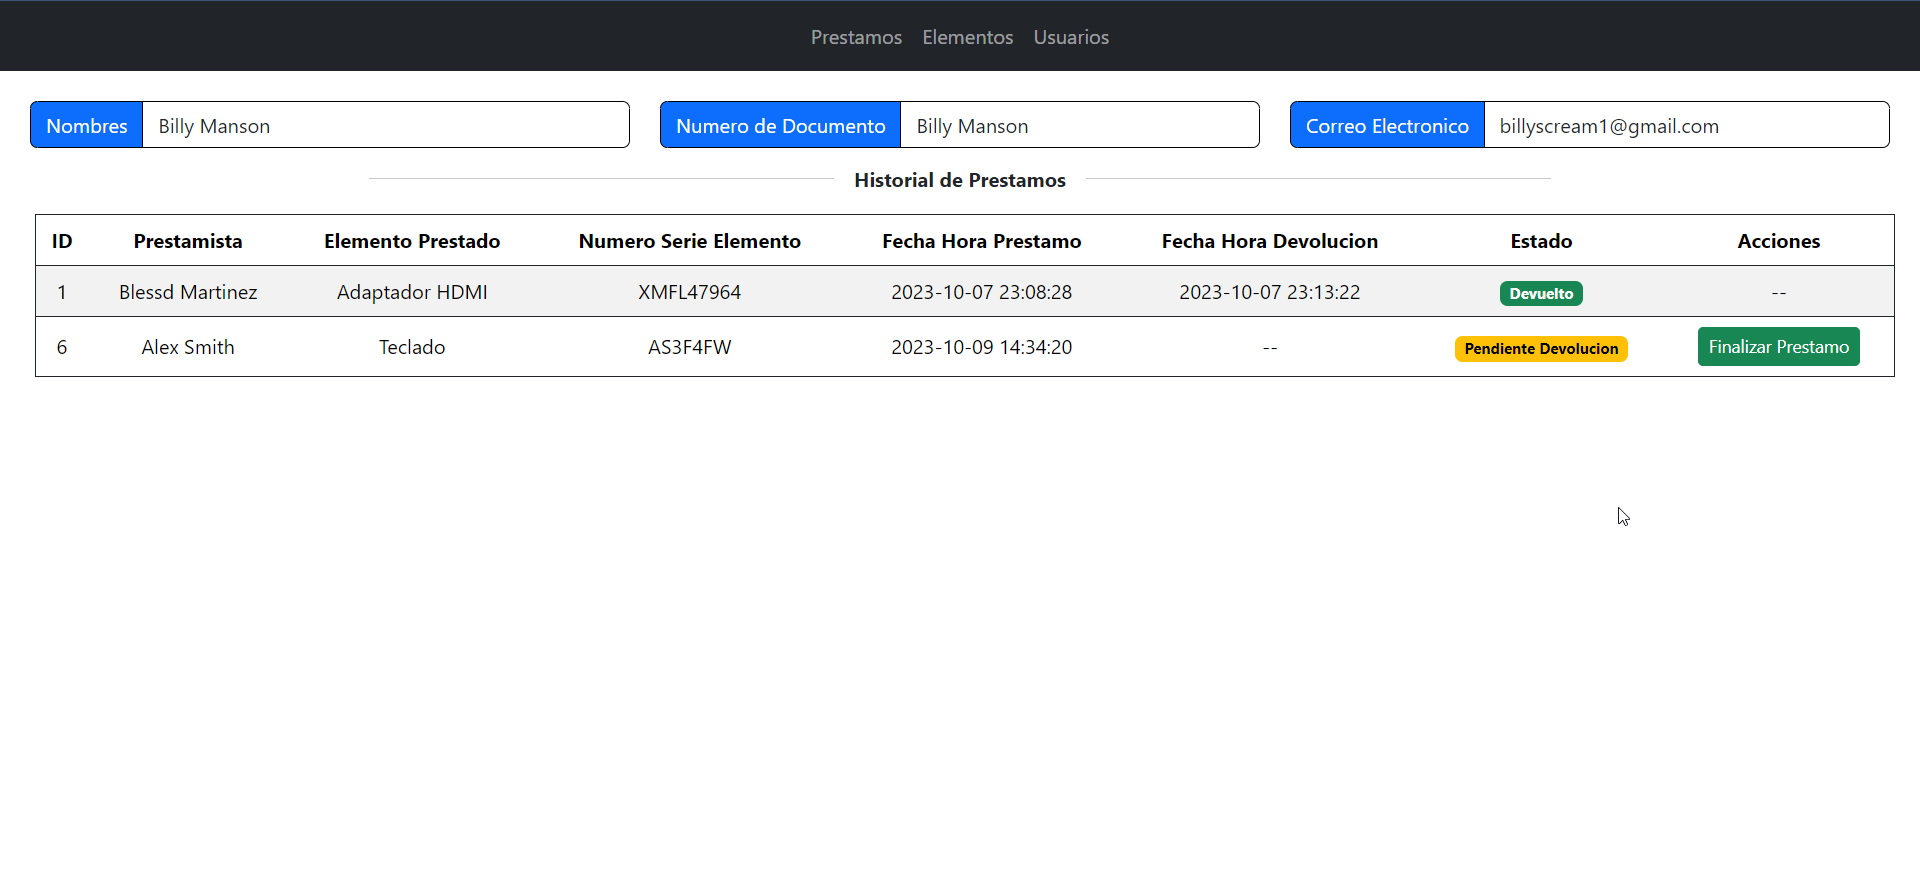 Prestamos Elementos Usuarios
Nombres Billy Manson Numero de Documento Billy Manson Correo Electronico billyscream1@gmail.com
Historial de Prestamos
ID Prestamista Elemento Prestado Numero Serie Elemento Fecha Hora Prestamo Fecha Hora Devolucion Estado Acciones
1 Blessd Martinez Adaptador HDMI XMFL47964 2023-10-07 23:08:28 2023-10-07 23:13:22 Devuelto --
6 Alex Smith Teclado AS3F4FW 2023-10-09 14:34:20 -- Pendiente Devolucion Finalizar Prestamo